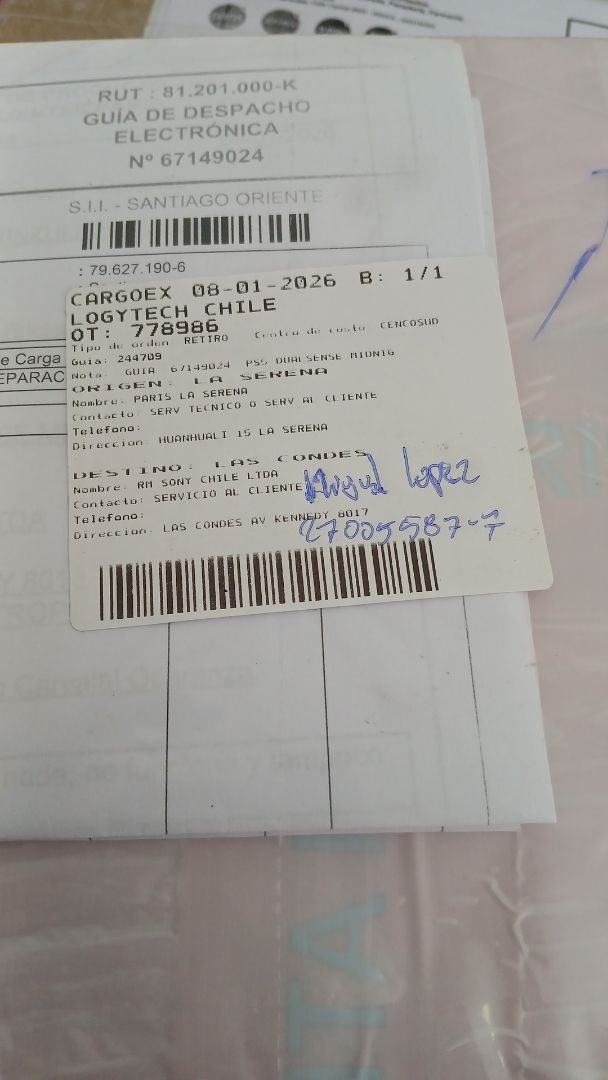 RUT : 81.201.000-K
GUÍA DE DESPACHO
ELECTRÓNICA
Nº 67149024
S.I.I. - SANTIAGO ORIENTE
: 79.627.190-6
CARGOEX 08-01-2026 B: 1/1
LOGYTECH CHILE
OT: 778986
Tipo de orden: RETIRO Centro de costo CENCOSUD
Guia: 244709
Nota: GUIA 67149024 PS5 DUALSENSE MIDNIG
ORIGEN: LA SERENA
Nombre: PARIS LA SERENA
Contacto: SERV TECNICO O SERV AL CLIENTE
Telefono:
Direccion: HUANHUALI 15 LA SERENA
DESTINO: LAS CONDES
Nombre: RM SONY CHILE LTDA
Contacto: SERVICIO AL CLIENTE
Telefono:
Direccion: LAS CONDES AV KENNEDY 8017
Miguel Lopez
27005587-7
e Carga
EPARAC